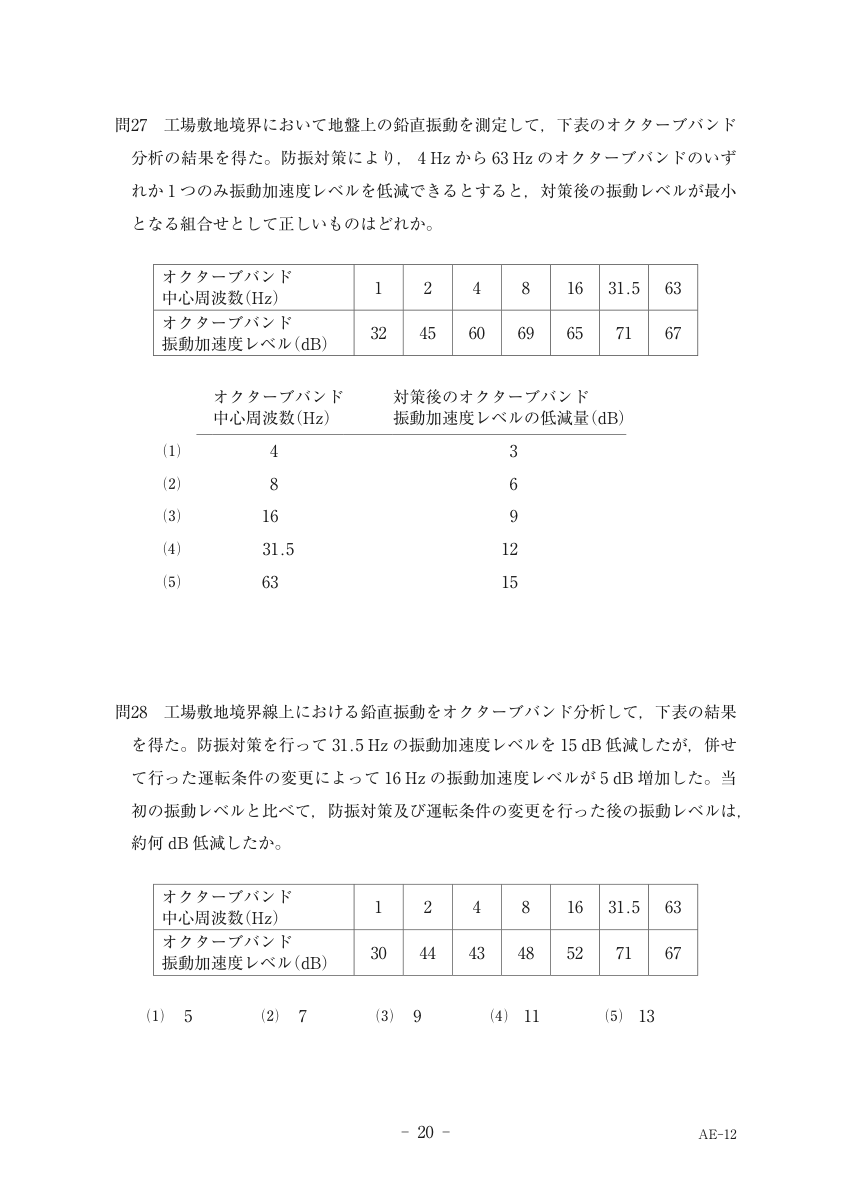 問27　工場敷地境界において地盤上の鉛直振動を測定して，下表のオクターブバンド
分析の結果を得た。防振対策により， 4 Hz から 63 Hz のオクターブバンドのいず
れか 1 つのみ振動加速度レベルを低減できるとすると，対策後の振動レベルが最小
となる組合せとして正しいものはどれか。
オクターブバンド
中心周波数(Hz) 1 2 4 8 16 31.5 63
オクターブバンド
振動加速度レベル(dB) 32 45 60 69 65 71 67
オクターブバンド 対策後のオクターブバンド
中心周波数(Hz) 振動加速度レベルの低減量(dB)
(1) 4 3
(2) 8 6
(3) 16 9
(4) 31.5 12
(5) 63 15
問28　工場敷地境界線上における鉛直振動をオクターブバンド分析して，下表の結果
を得た。防振対策を行って 31.5 Hz の振動加速度レベルを 15 dB 低減したが，併せ
て行った運転条件の変更によって 16 Hz の振動加速度レベルが 5 dB 増加した。当
初の振動レベルと比べて，防振対策及び運転条件の変更を行った後の振動レベルは，
約何 dB 低減したか。
オクターブバンド
中心周波数(Hz) 1 2 4 8 16 31.5 63
オクターブバンド
振動加速度レベル(dB) 30 44 43 48 52 71 67
(1) 5 (2) 7 (3) 9 (4) 11 (5) 13
- 20 -
AE-12